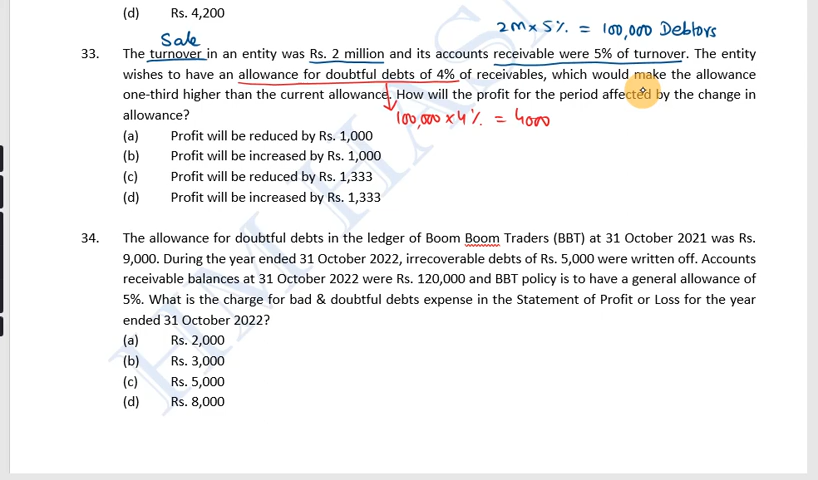 (d) Rs. 4,200
2m x 5% = 100,000 Debtors
Sale
33. The turnover in an entity was Rs. 2 million and its accounts receivable were 5% of turnover. The entity
wishes to have an allowance for doubtful debts of 4% of receivables, which would make the allowance
one-third higher than the current allowance. How will the profit for the period affected by the change in
allowance?
100,000 x 4% = 4000
(a) Profit will be reduced by Rs. 1,000
(b) Profit will be increased by Rs. 1,000
(c) Profit will be reduced by Rs. 1,333
(d) Profit will be increased by Rs. 1,333
34. The allowance for doubtful debts in the ledger of Boom Boom Traders (BBT) at 31 October 2021 was Rs.
9,000. During the year ended 31 October 2022, irrecoverable debts of Rs. 5,000 were written off. Accounts
receivable balances at 31 October 2022 were Rs. 120,000 and BBT policy is to have a general allowance of
5%. What is the charge for bad & doubtful debts expense in the Statement of Profit or Loss for the year
ended 31 October 2022?
(a) Rs. 2,000
(b) Rs. 3,000
(c) Rs. 5,000
(d) Rs. 8,000